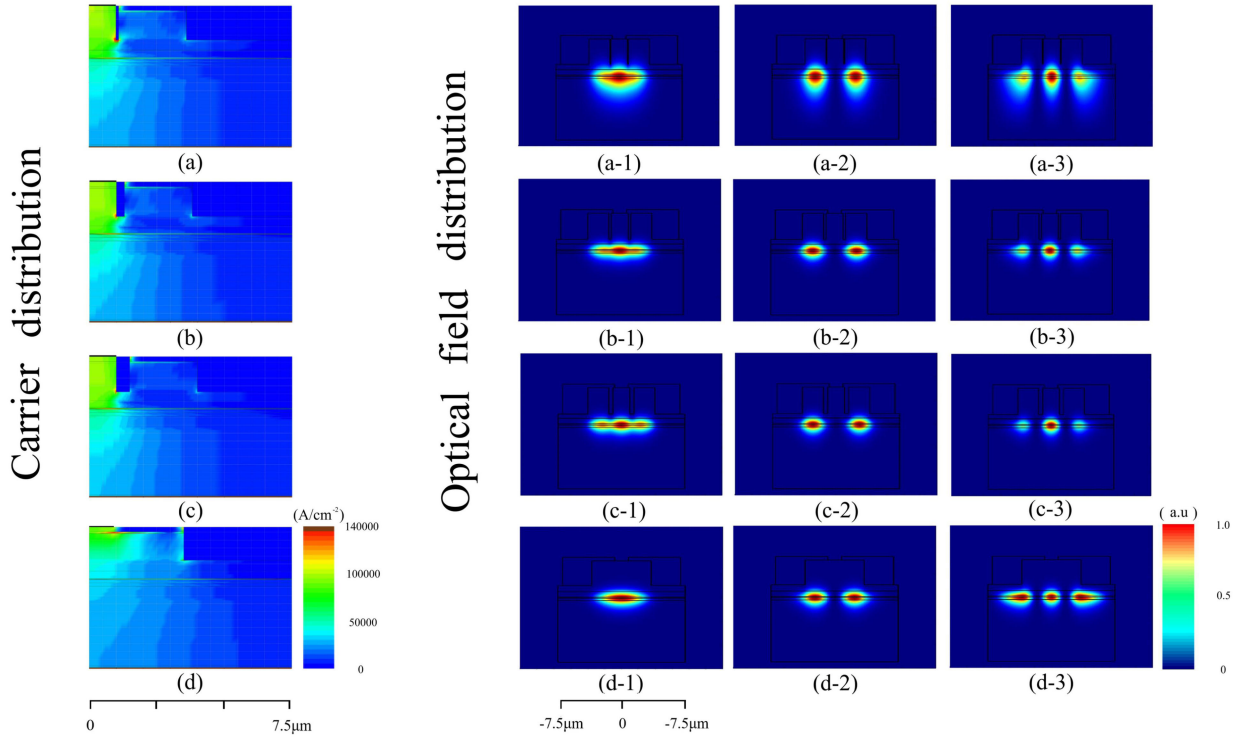 Carrier distribution
Optical field distribution
(a)
(a-1)
(a-2)
(a-3)
(b)
(b-1)
(b-2)
(b-3)
(c)
(c-1)
(c-2)
(c-3)
(A/cm⁻²)
140000
100000
50000
0
( a.u )
1.0
0.5
0
(d)
(d-1)
(d-2)
(d-3)
0
7.5μm
-7.5μm
0
-7.5μm